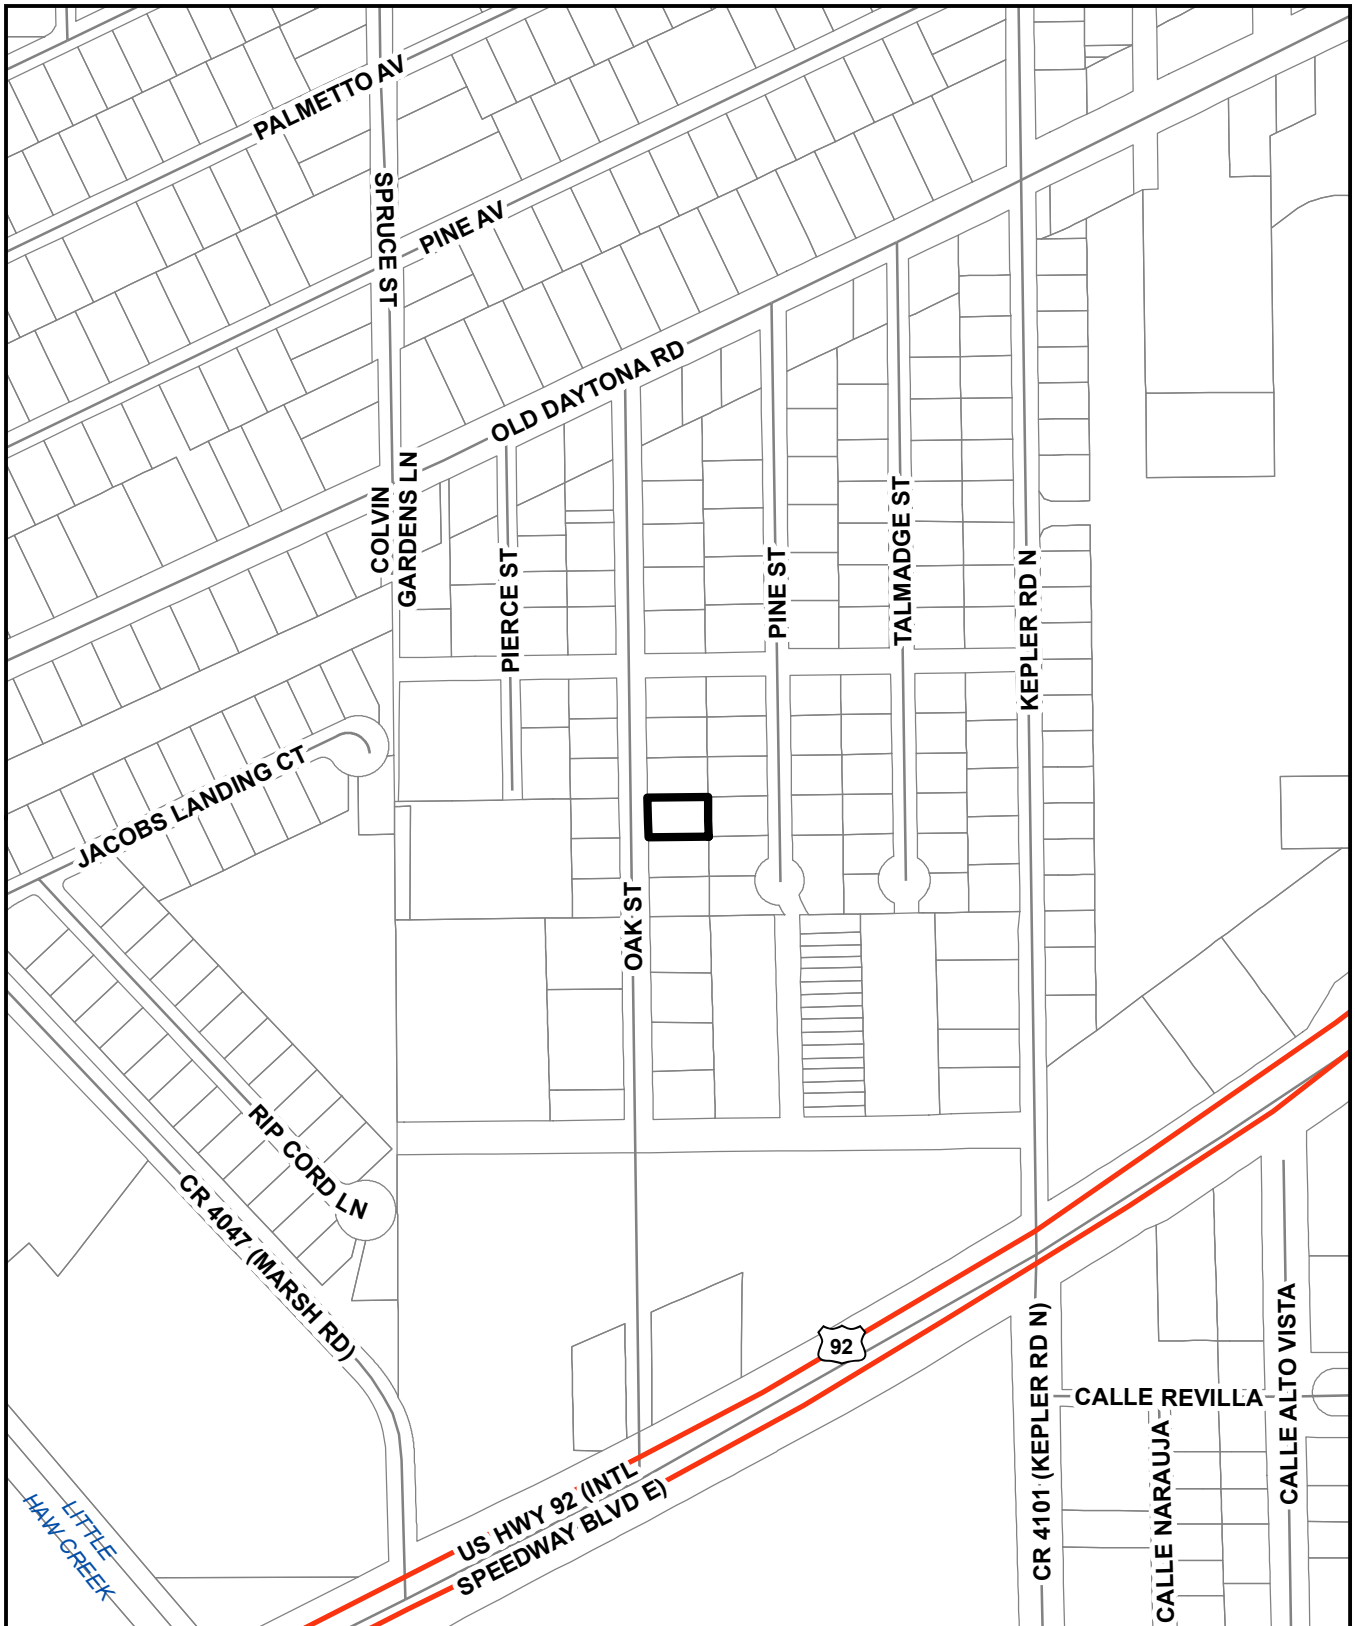 PALMETTO AV
SPRUCE ST
PINE AV
OLD DAYTONA RD
COLVIN
GARDENS LN
PIERCE ST
PINE ST
TALMADGE ST
KEPLER RD N
JACOBS LANDING CT
OAK ST
RIP CORD LN
CR 4047 (MARSH RD)
92
CALLE REVILLA
CALLE ALTO VISTA
CR 4101 (KEPLER RD N)
CALLE NARAUJA
US HWY 92 (INTL
SPEEDWAY BLVD E)
LITTLE
HAW CREEK